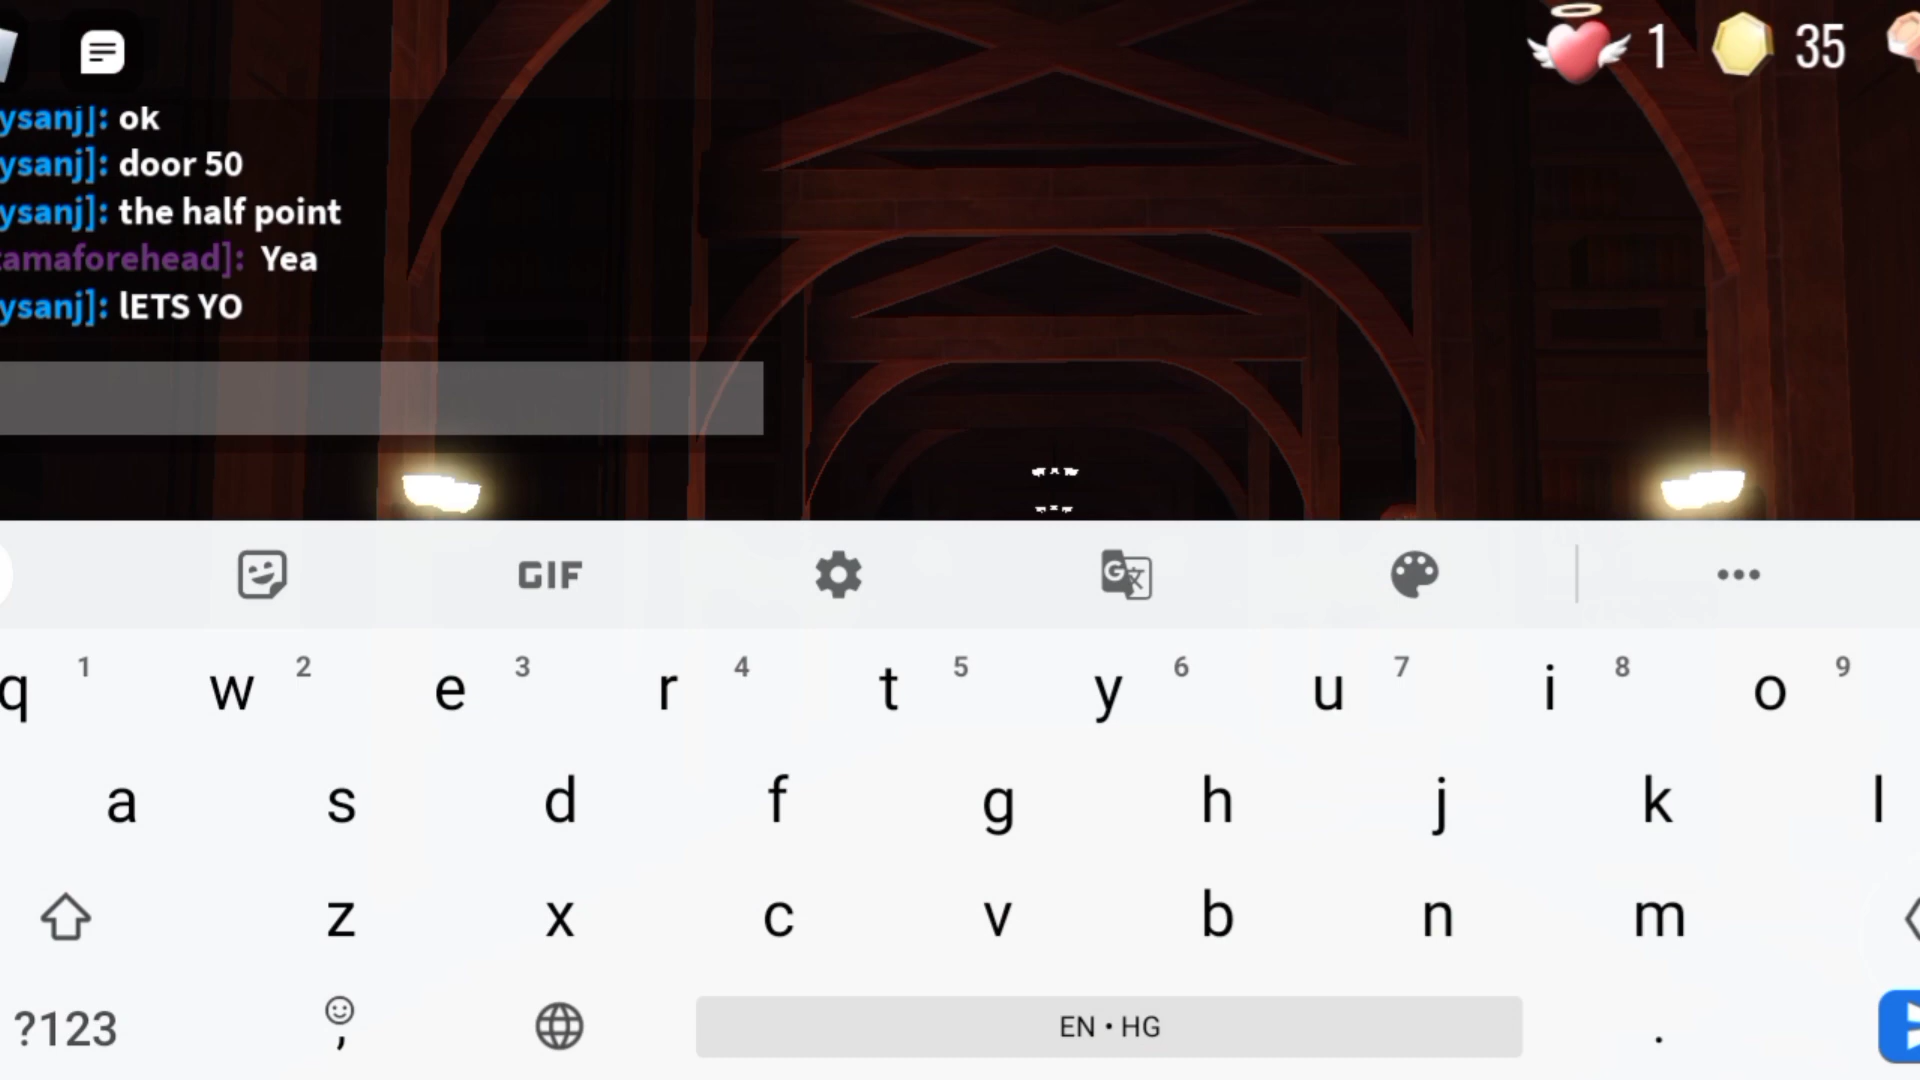 1 35
ysanj]: ok
ysanj]: door 50
ysanj]: the half point
tamaforehead]: Yea
ysanj]: lETS YO
GIF
G
q 1 w 2 e 3 r 4 t 5 y 6 u 7 i 8 o 9
a s d f g h j k l
z x c v b n m
?123 , EN • HG .